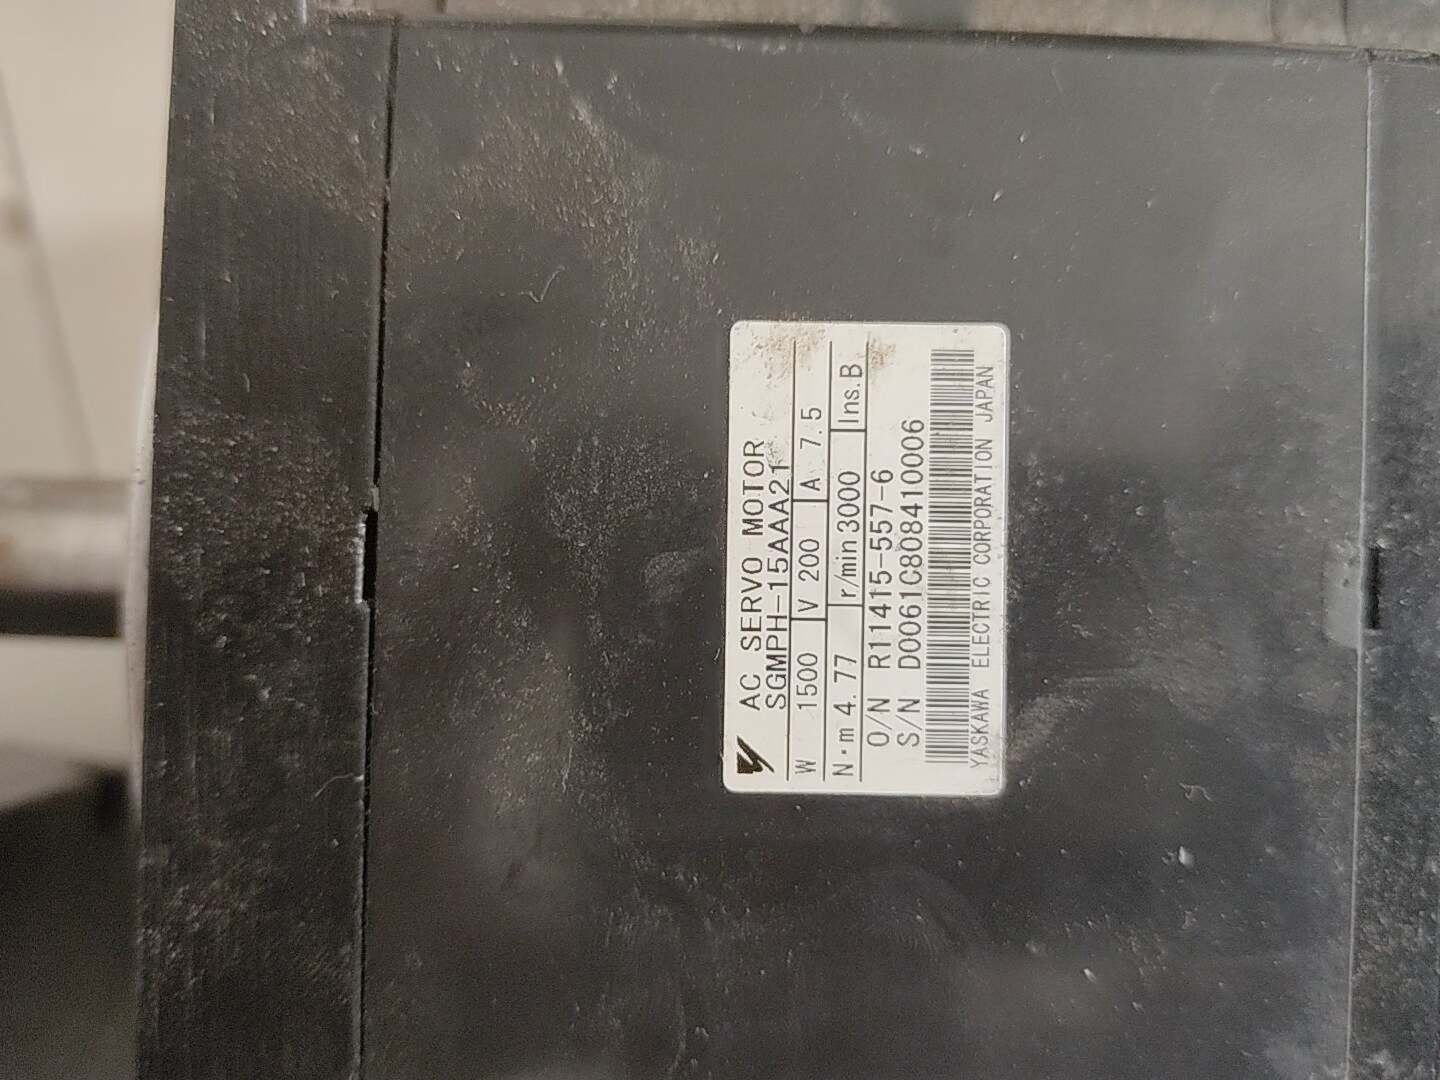 AC SERVO MOTOR
SGMPH-15AAA21
W 1500 V 200 A 7.5
N·m 4.77 r/min 3000 Ins.B
O/N R11415-557-6
S/N D0061C808410006
YASKAWA ELECTRIC CORPORATION JAPAN